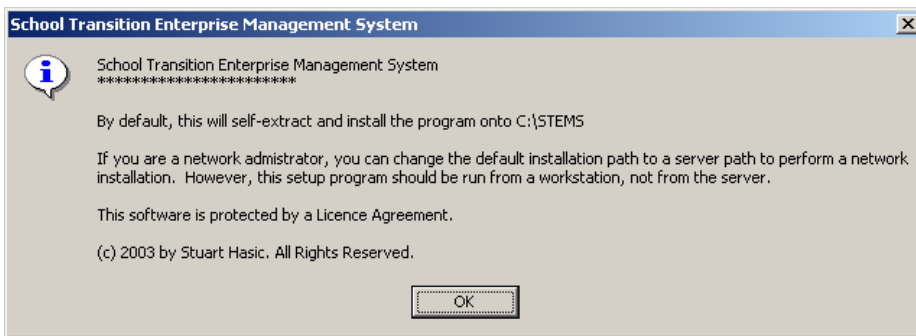 School Transition Enterprise Management System
School Transition Enterprise Management System
***********************
By default, this will self-extract and install the program onto C:\STEMS
If you are a network admistrator, you can change the default installation path to a server path to perform a network
installation. However, this setup program should be run from a workstation, not from the server.
This software is protected by a Licence Agreement.
(c) 2003 by Stuart Hasic. All Rights Reserved.
OK